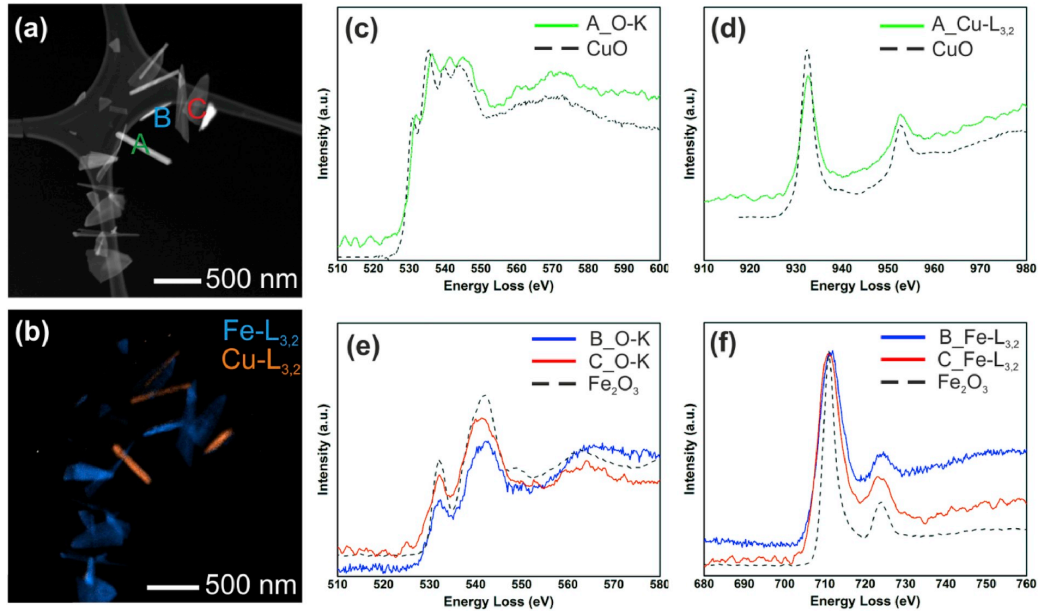 (a)
B
C
A
500 nm
(b)
Fe-L3,2
Cu-L3,2
500 nm
(c)
A_O-K
CuO
Intensity (a.u.)
510 520 530 540 550 560 570 580 590 600
Energy Loss (eV)
(d)
A_Cu-L3,2
CuO
Intensity (a.u.)
910 920 930 940 950 960 970 980
Energy Loss (eV)
(e)
B_O-K
C_O-K
Fe2O3
Intensity (a.u.)
510 520 530 540 550 560 570 580
Energy Loss (eV)
(f)
B_Fe-L3,2
C_Fe-L3,2
Fe2O3
Intensity (a.u.)
680 690 700 710 720 730 740 750 760
Energy Loss (eV)